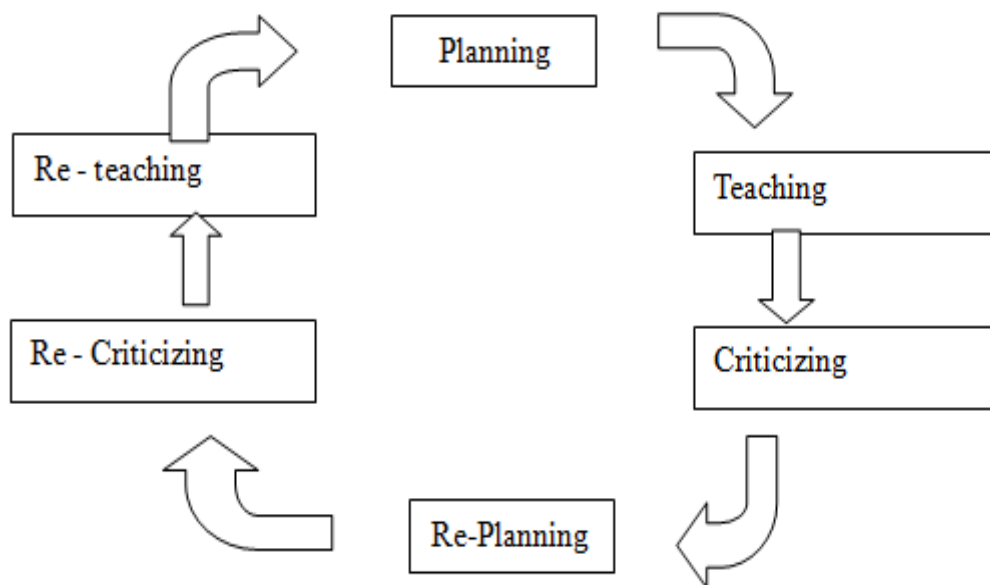 Planning
Re - teaching
Teaching
Re - Criticizing
Criticizing
Re-Planning